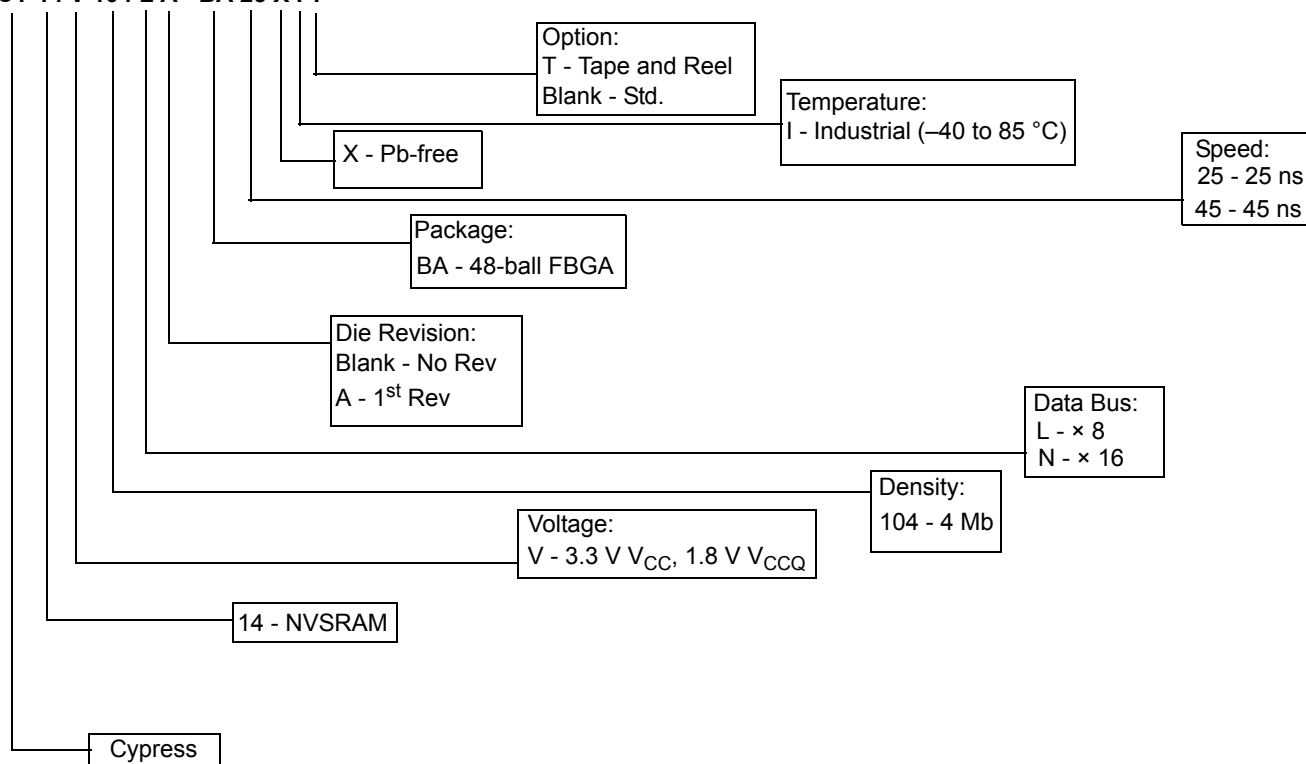 Option:
T - Tape and Reel
Blank - Std.
Temperature:
I - Industrial (–40 to 85 °C)
X - Pb-free
Speed:
25 - 25 ns
45 - 45 ns
Package:
BA - 48-ball FBGA
Die Revision:
Blank - No Rev
A - 1st Rev
Data Bus:
L - × 8
N - × 16
Density:
104 - 4 Mb
Voltage:
V - 3.3 V VCC, 1.8 V VCCQ
14 - NVSRAM
Cypress